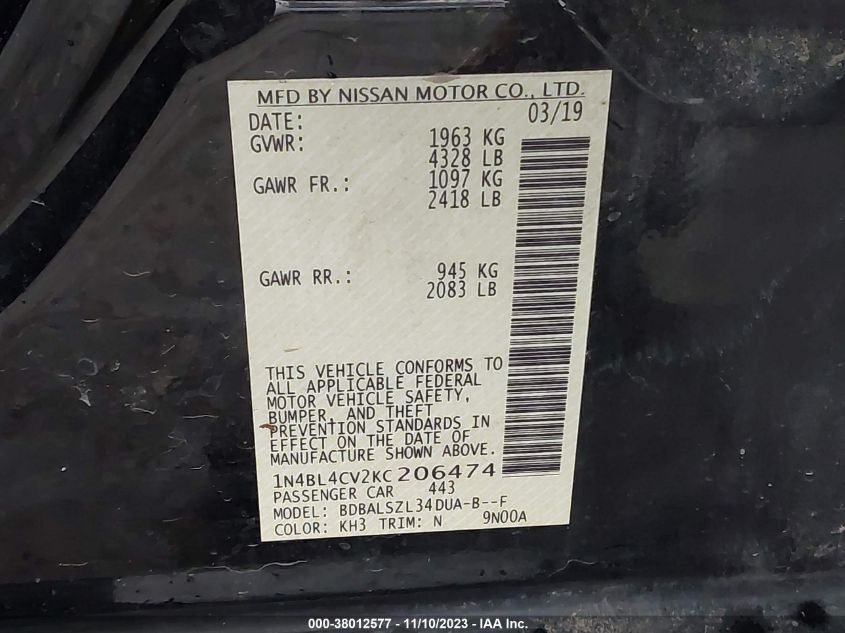 MFD BY NISSAN MOTOR CO., LTD.
DATE: 03/19
GVWR: 1963 KG
4328 LB
GAWR FR.: 1097 KG
2418 LB
GAWR RR.: 945 KG
2083 LB
THIS VEHICLE CONFORMS TO
ALL APPLICABLE FEDERAL
MOTOR VEHICLE SAFETY,
BUMPER, AND THEFT
PREVENTION STANDARDS IN
EFFECT ON THE DATE OF
MANUFACTURE SHOWN ABOVE.
1N4BL4CV2KC206474
PASSENGER CAR 443
MODEL: BDBALSZL34DUA-B--F
COLOR: KH3 TRIM: N 9N00A
000-38012577 - 11/10/2023 - IAA Inc.